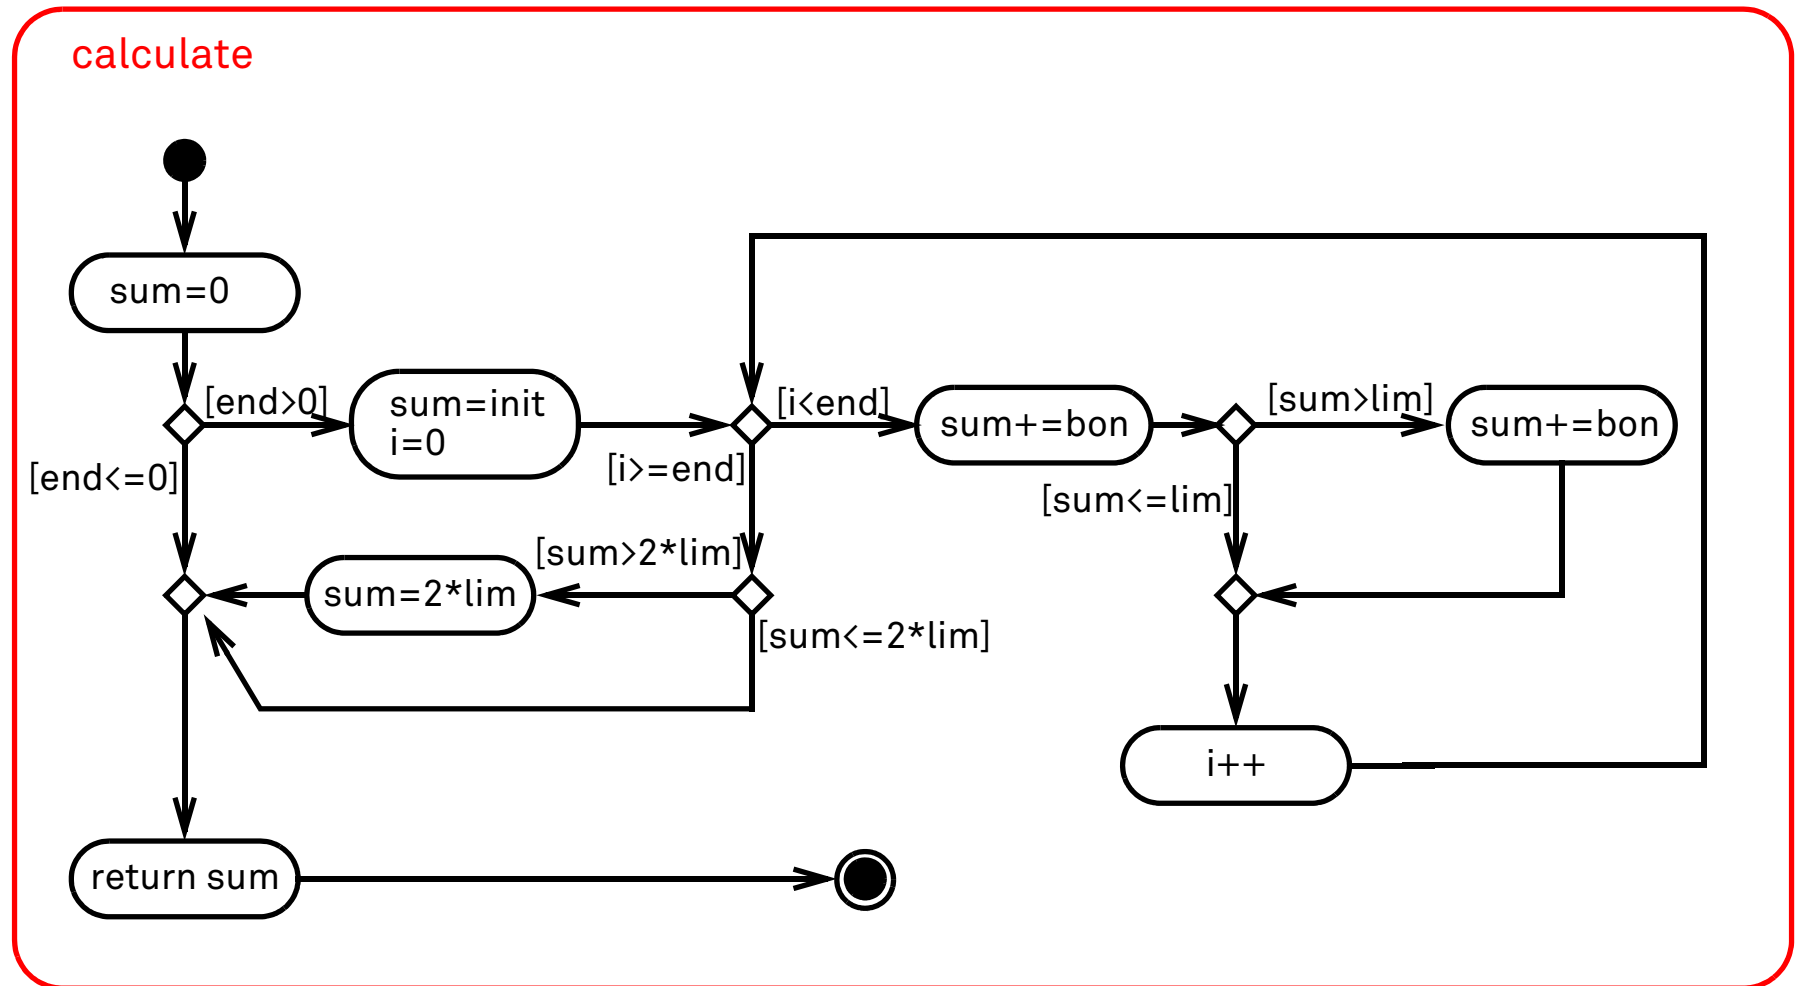 calculate
sum=0
[end>0]
sum=init
i=0
[i<end]
sum+=bon
[sum>lim]
sum+=bon
[end<=0]
[i>=end]
[sum<=lim]
[sum>2*lim]
sum=2*lim
[sum<=2*lim]
i++
return sum